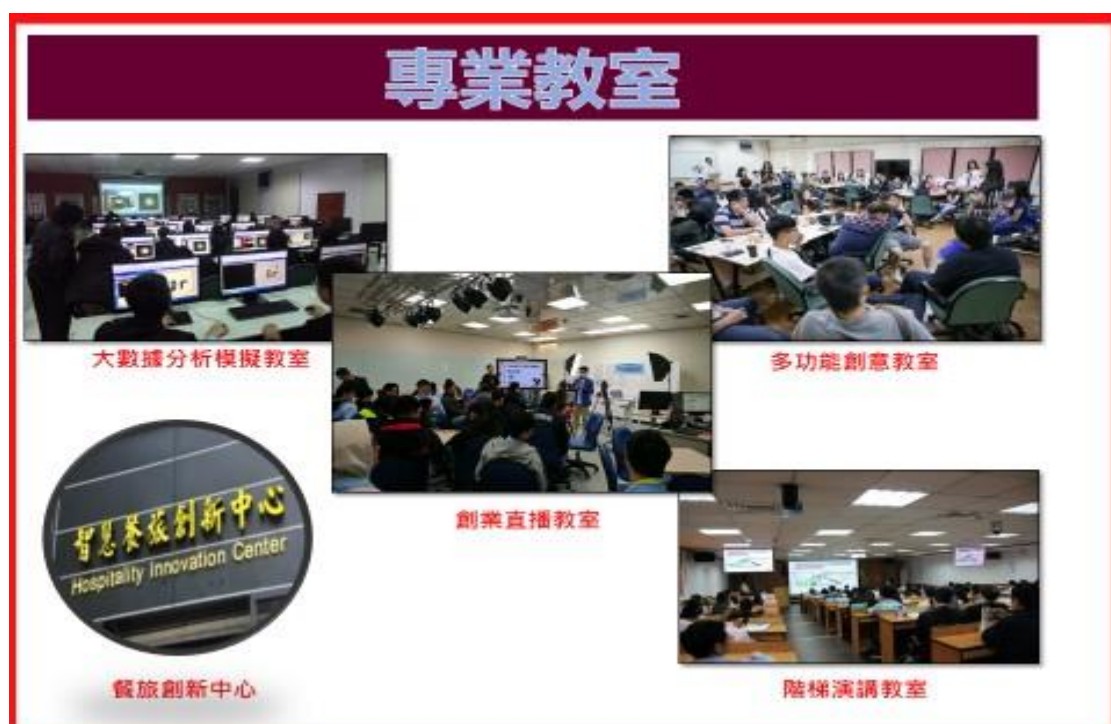 專業教室
大數據分析模擬教室
多功能創意教室
創業直播教室
智慧餐旅創新中心
Hospitality Innovation Center
餐旅創新中心
階梯演講教室